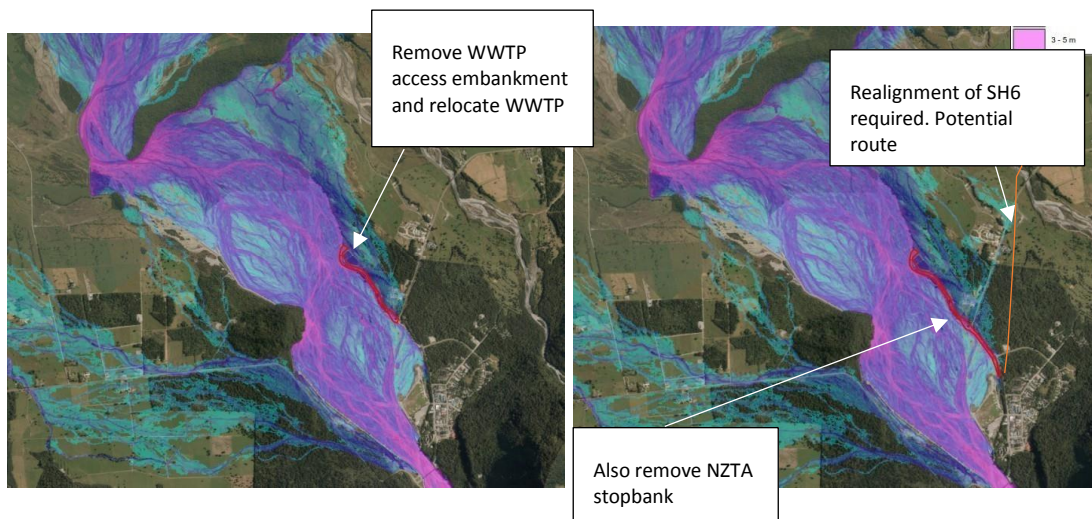 Remove WWTP
access embankment
and relocate WWTP
3 - 5 m
Realignment of SH6
required. Potential
route
Also remove NZTA
stopbank